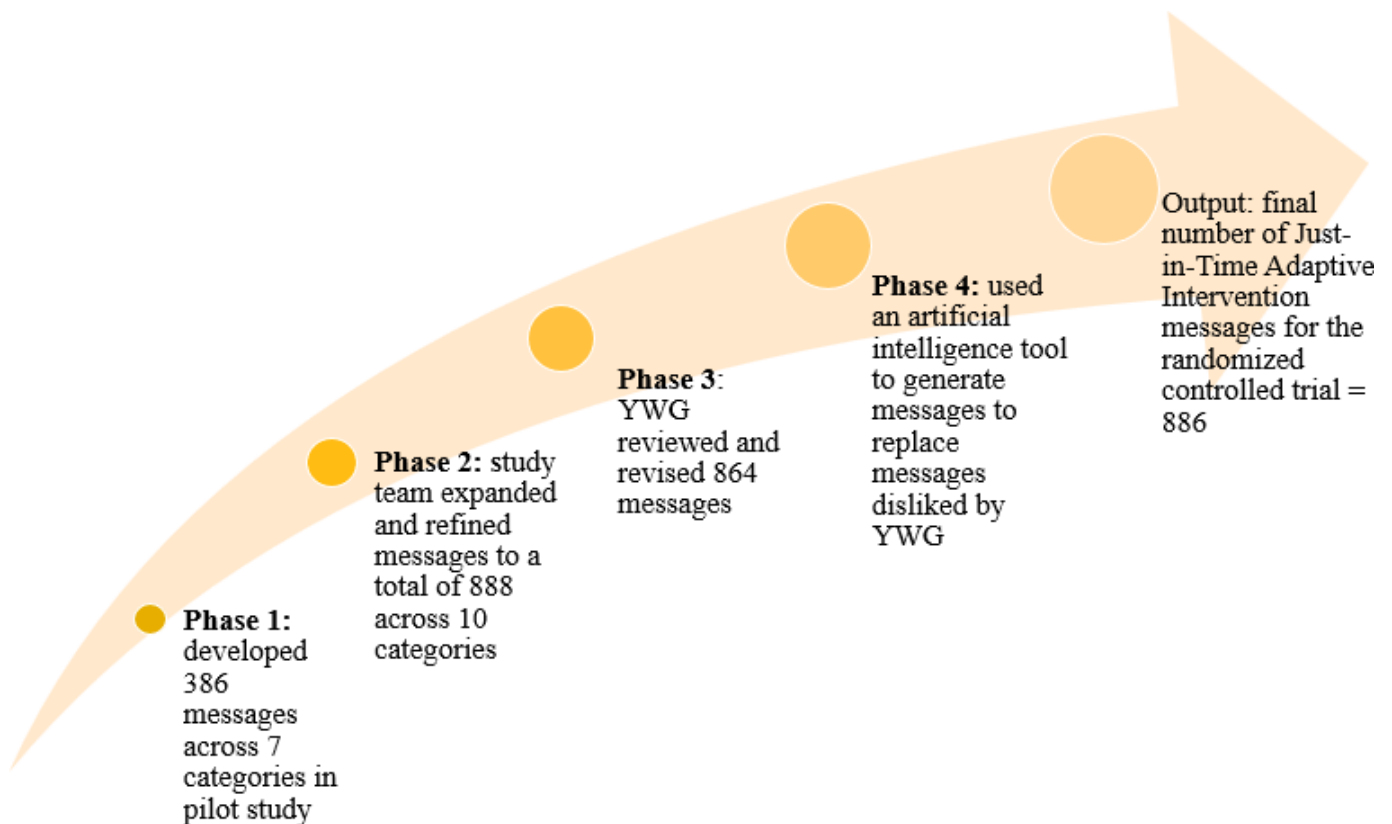 Phase 1:
developed
386
messages
across 7
categories in
pilot study
Phase 2: study
team expanded
and refined
messages to a
total of 888
across 10
categories
Phase 3:
YWG
reviewed and
revised 864
messages
Phase 4: used
an artificial
intelligence tool
to generate
messages to
replace
messages
disliked by
YWG
Output: final
number of Just-
in-Time Adaptive
Intervention
messages for the
randomized
controlled trial =
886